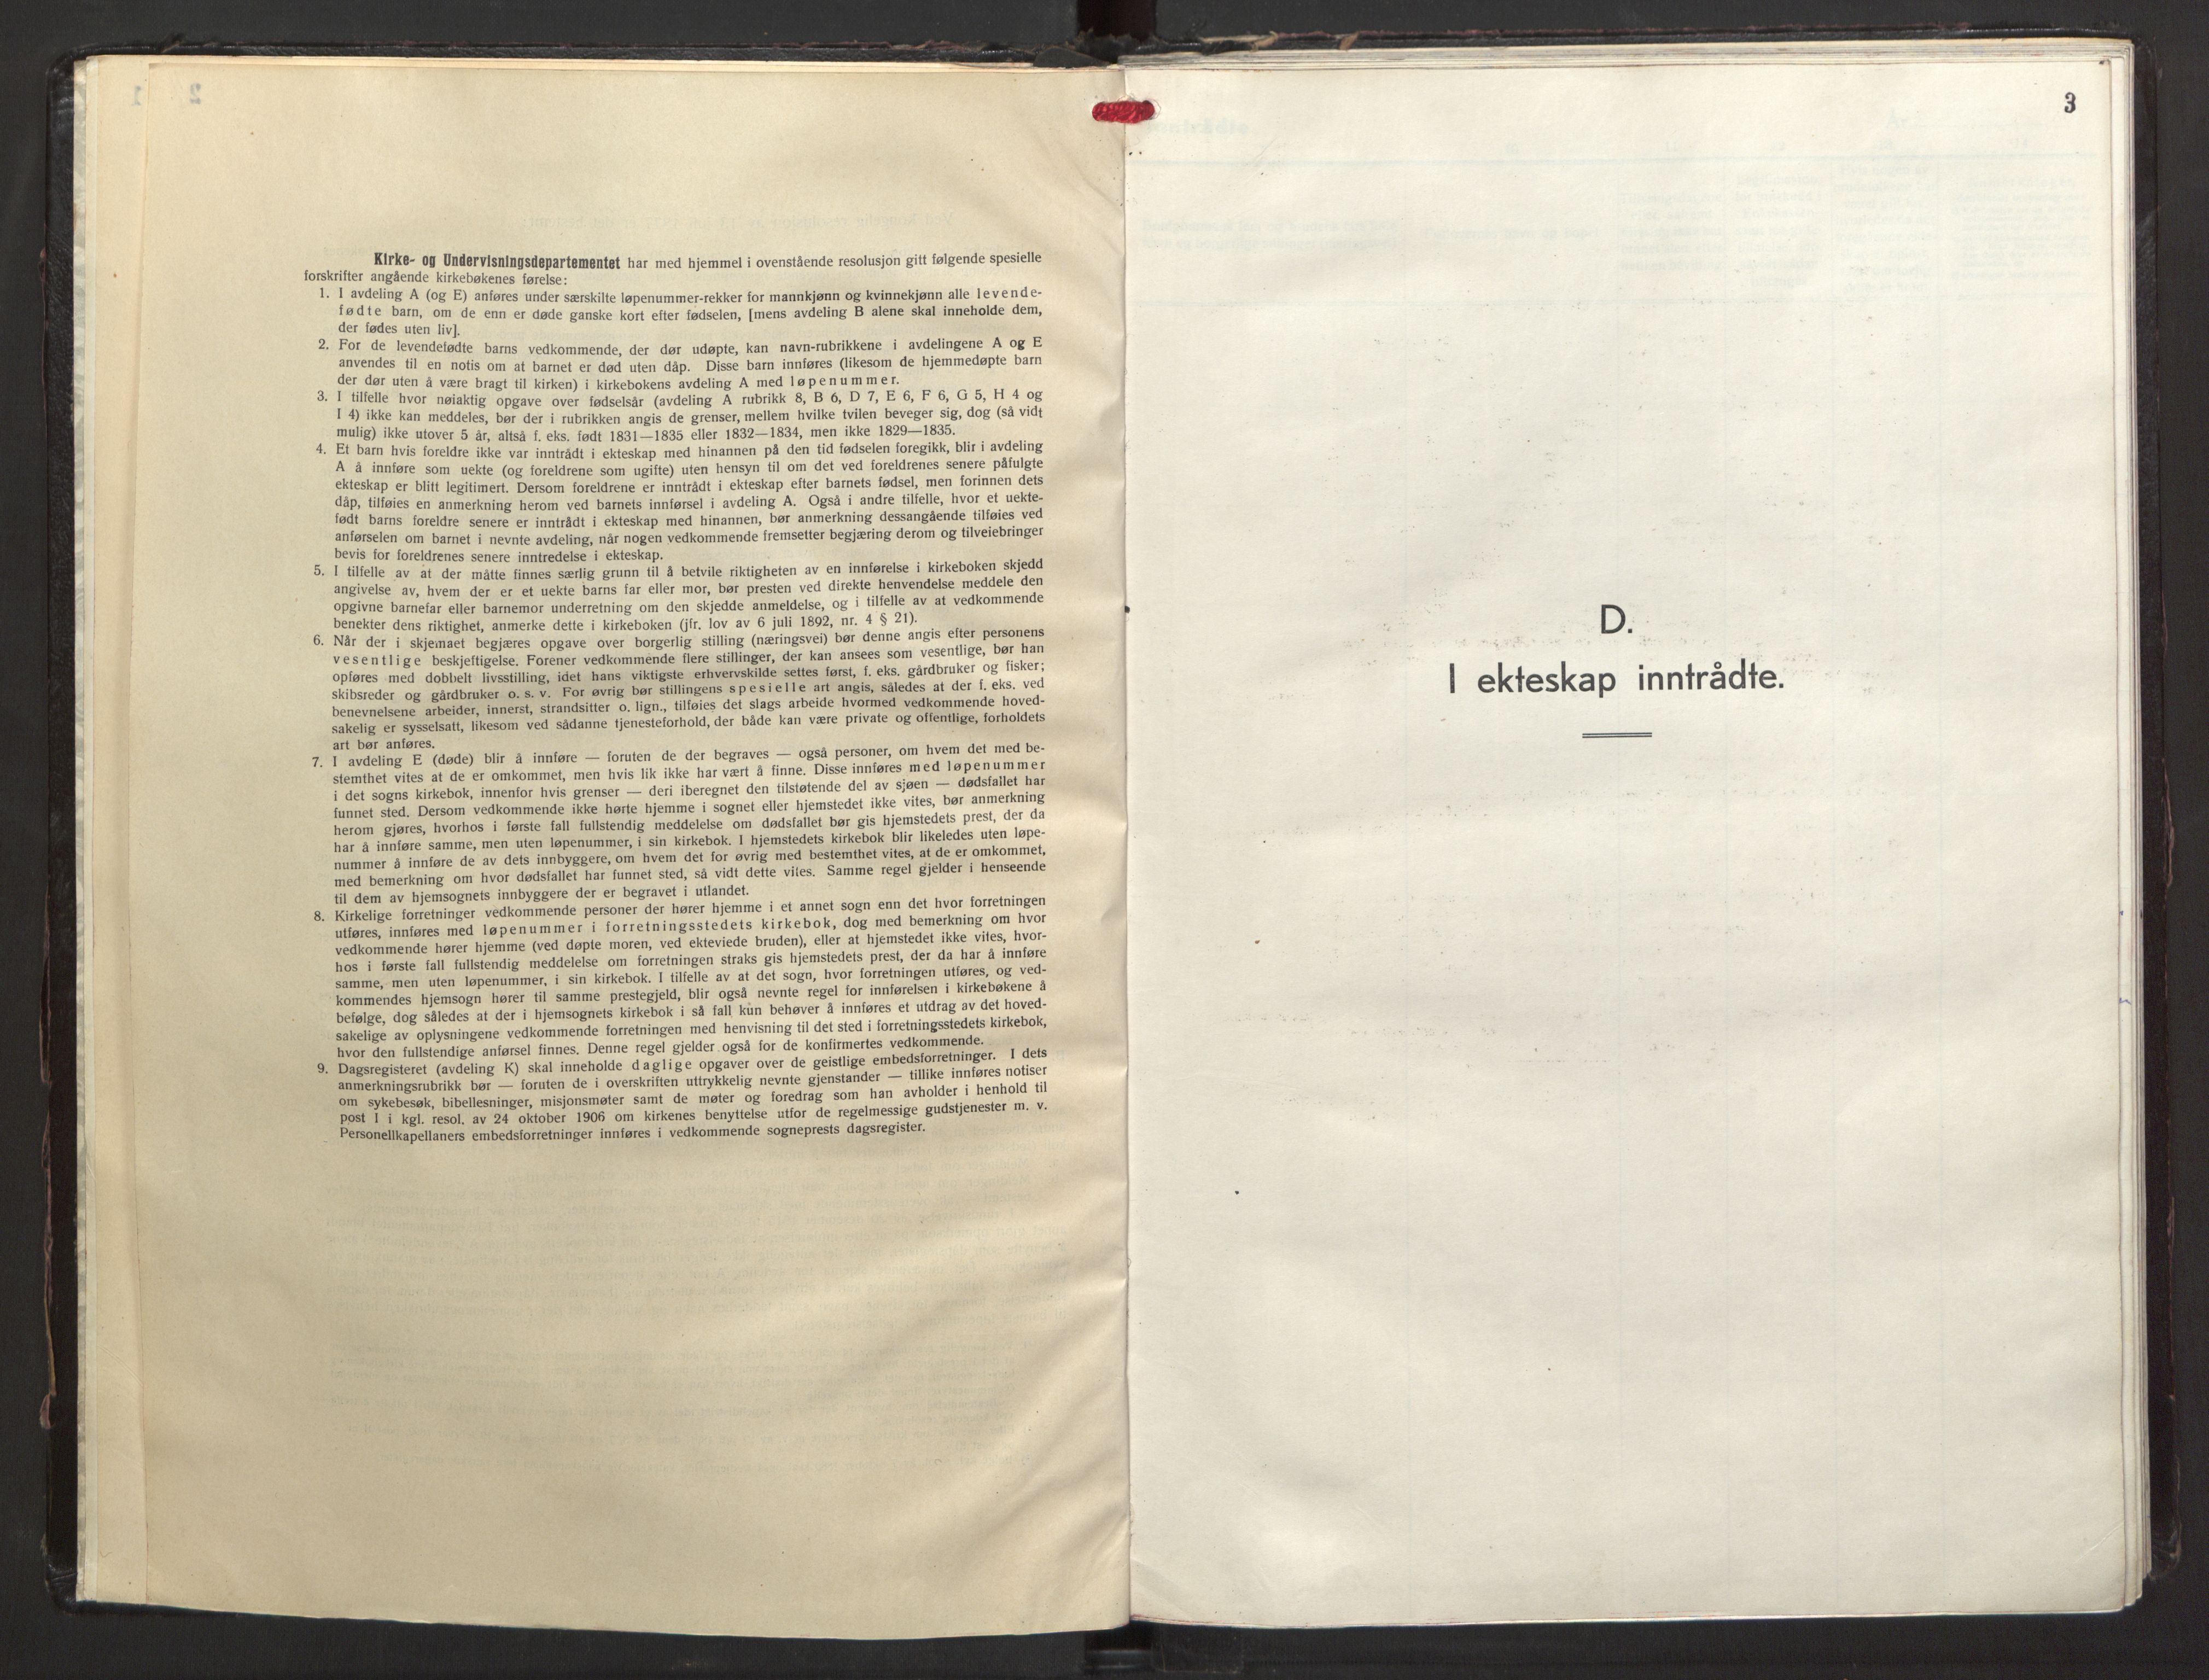 Kirke- og Undervisningsdepartementet har med hjemmel i ovenstående resolusjon gitt følgende spesielle
forskrifter angående kirkebøkenes førelse:
1. I avdeling A (og E) anføres under særskilte løpenummer-rekker for mannkjønn og kvinnekjønn alle levende-
fødte barn, om de enn er døde ganske kort efter fødselen, [mens avdeling B alene skal inneholde dem,
der fødes uten liv].
2. For de levendefødte barns vedkommende, der dør udøpte, kan navn-rubrikkene i avdelingene A og E
anvendes til en notis om at barnet er død uten dåp. Disse barn innføres (likesom de hjemmedøpte barn
der dør uten å være bragt til kirken) i kirkebokens avdeling A med løpenummer.
3. I tilfelle hvor nøiaktig opgave over fødselsår (avdeling A rubrikk 8, B 6, D 7, E 6, F 6, G 5, H 4 og
I 4) ikke kan meddeles, bør der i rubrikken angis de grenser, mellem hvilke tvilen beveger sig, dog (så vidt
mulig) ikke utover 5 år, altså f. eks. født 1831—1835 eller 1832—1834, men ikke 1829—1835.
4. Et barn hvis foreldre ikke var inntrådt i ekteskap med hinannen på den tid fødselen foregikk, blir i avdeling
A å innføre som uekte (og foreldrene som ugifte) uten hensyn til om det ved foreldrenes senere påfulgte
ekteskap er blitt legitimert. Dersom foreldrene er inntrådt i ekteskap efter barnets fødsel, men forinnen dets
dåp, tilføies en anmerkning herom ved barnets innførsel i avdeling A. Også i andre tilfelle, hvor et uekte-
født barns foreldre senere er inntrådt i ekteskap med hinannen, bør anmerkning dessangående tilføies ved
anførselen om barnet i nevnte avdeling, når nogen vedkommende fremsetter begjæring derom og tilveiebringer
bevis for foreldrenes senere inntredelse i ekteskap.
5. I tilfelle av at der måtte finnes særlig grunn til å betvile riktigheten av en innførelse i kirkeboken skjedd
angivelse av, hvem der er et uekte barns far eller mor, bør presten ved direkte henvendelse meddele den
opgivne barnefar eller barnemor underretning om den skjedde anmeldelse, og i tilfelle av at vedkommende
benekter dens riktighet, anmerke dette i kirkeboken (jfr. lov av 6 juli 1892, nr. 4 § 21).
6. Når der i skjemaet begjæres opgave over borgerlig stilling (næringsvei) bør denne angis efter personens
vesentlige beskjeftigelse. Forener vedkommende flere stillinger, der kan ansees som vesentlige, bør han
opføres med dobbelt livsstilling, idet hans viktigste erhvervskilde settes først, f. eks. gårdbruker og fisker;
skibsreder og gårdbruker o. s. v. For øvrig bør stillingens spesielle art angis, således at der f. eks. ved
benevnelsene arbeider, innerst, strandsitter o. lign., tilføies det slags arbeide hvormed vedkommende hoved-
sakelig er sysselsatt, likesom ved sådanne tjenesteforhold, der både kan være private og offentlige, forholdets
art bør anføres.
7. I avdeling E (døde) blir å innføre — foruten de der begraves — også personer, om hvem det med be-
stemthet vites at de er omkommet, men hvis lik ikke har vært å finne. Disse innføres med løpenummer
i det sogns kirkebok, innenfor hvis grenser — deri iberegnet den tilstøtende del av sjøen — dødsfallet har
funnet sted. Dersom vedkommende ikke hørte hjemme i sognet eller hjemstedet ikke vites, bør anmerkning
herom gjøres, hvorhos i første fall fullstendig meddelelse om dødsfallet bør gis hjemstedets prest, der da
har å innføre samme, men uten løpenummer, i sin kirkebok. I hjemstedets kirkebok blir likeledes uten løpe-
nummer å innføre de av dets innbyggere, om hvem det for øvrig med bestemthet vites, at de er omkommet,
med bemerkning om hvor dødsfallet har funnet sted, så vidt dette vites. Samme regel gjelder i henseende
til dem av hjemsognets innbyggere der er begravet i utlandet.
8. Kirkelige forretninger vedkommende personer der hører hjemme i et annet sogn enn det hvor forretningen
utføres, innføres med løpenummer i forretningsstedets kirkebok, dog med bemerkning om hvor
vedkommende hører hjemme (ved døpte moren, ved ekteviede bruden), eller at hjemstedet ikke vites, hvor-
hos i første fall fullstendig meddelelse om forretningen straks gis hjemstedets prest, der da har å innføre
samme, men uten løpenummer, i sin kirkebok. I tilfelle av at det sogn, hvor forretningen utføres, og ved-
kommendes hjemsogn hører til samme prestegjeld, blir også nevnte regel for innførelsen i kirkebøkene å
befølge, dog således at der i hjemsognets kirkebok i så fall kun behøver å innføres et utdrag av det hoved-
sakelige av oplysningene vedkommende forretningen med henvisning til det sted i forretningsstedets kirkebok,
hvor den fullstendige anførsel finnes. Denne regel gjelder også for de konfirmertes vedkommende.
9. Dagsregisteret (avdeling K) skal inneholde daglige opgaver over de geistlige embedsforretninger. I dets
anmerkningsrubrikk bør — foruten de i overskriften uttrykkelig nevnte gjenstander — tillike innføres notiser
om sykebesøk, bibellesninger, misjonsmøter samt de møter og foredrag som han avholder i henhold til
post I i kgl. resol. av 24 oktober 1906 om kirkenes benyttelse utfor de regelmessige gudstjenester m. v.
Personellkapellaners embedsforretninger innføres i vedkommende sogneprests dagsregister.
3
D.
I ekteskap inntrådte.